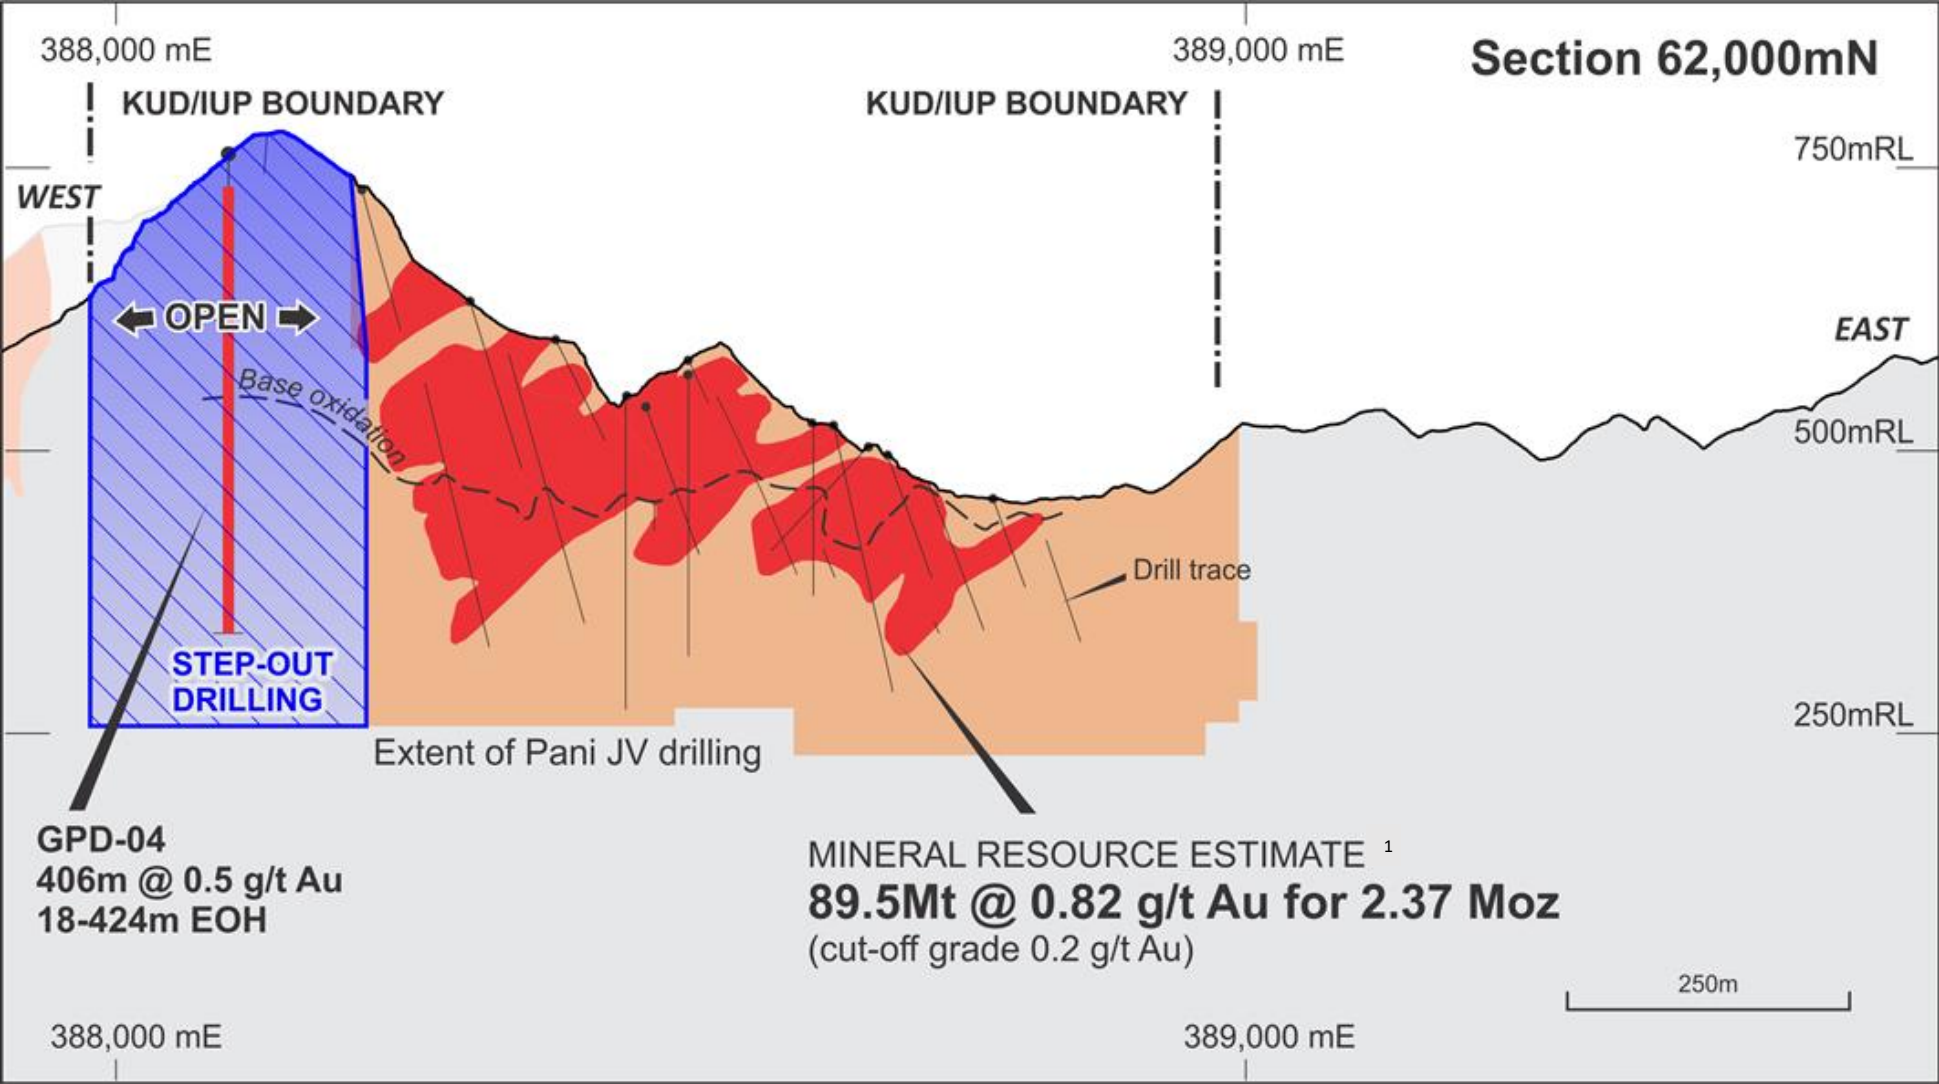 388,000 mE
389,000 mE
Section 62,000mN
KUD/IUP BOUNDARY
KUD/IUP BOUNDARY
750mRL
WEST
OPEN
EAST
Base oxidation
500mRL
Drill trace
STEP-OUT
DRILLING
250mRL
Extent of Pani JV drilling
GPD-04
406m @ 0.5 g/t Au
18-424m EOH
MINERAL RESOURCE ESTIMATE 1
89.5Mt @ 0.82 g/t Au for 2.37 Moz
(cut-off grade 0.2 g/t Au)
250m
388,000 mE
389,000 mE